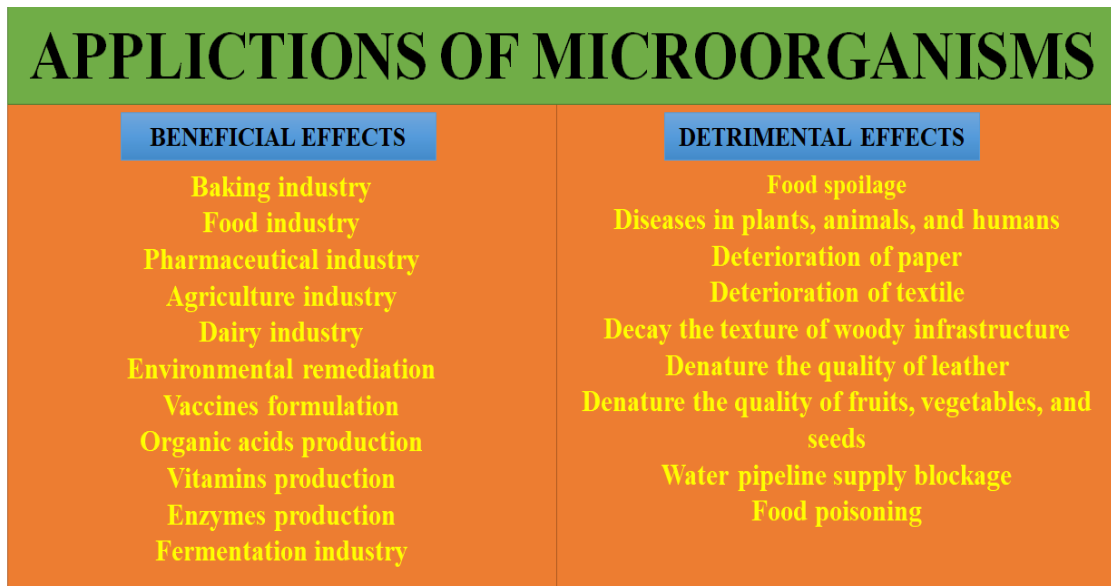 APPLICTIONS OF MICROORGANISMS
BENEFICIAL EFFECTS
Baking industry
Food industry
Pharmaceutical industry
Agriculture industry
Dairy industry
Environmental remediation
Vaccines formulation
Organic acids production
Vitamins production
Enzymes production
Fermentation industry
DETRIMENTAL EFFECTS
Food spoilage
Diseases in plants, animals, and humans
Deterioration of paper
Deterioration of textile
Decay the texture of woody infrastructure
Denature the quality of leather
Denature the quality of fruits, vegetables, and
seeds
Water pipeline supply blockage
Food poisoning